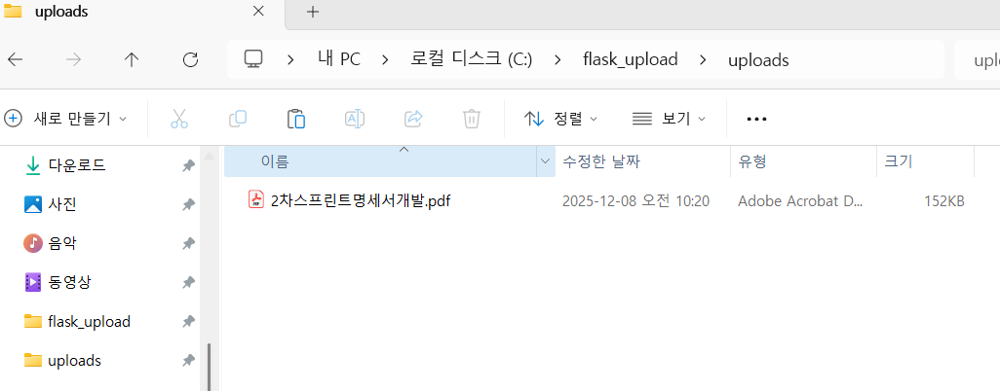 uploads
내 PC > 로컬 디스크 (C:) > flask_upload > uploads
새로 만들기 정렬 보기
이름 수정한 날짜 유형 크기
다운로드
2차스프린트명세서개발.pdf 2025-12-08 오전 10:20 Adobe Acrobat D... 152KB
사진
음악
동영상
flask_upload
uploads